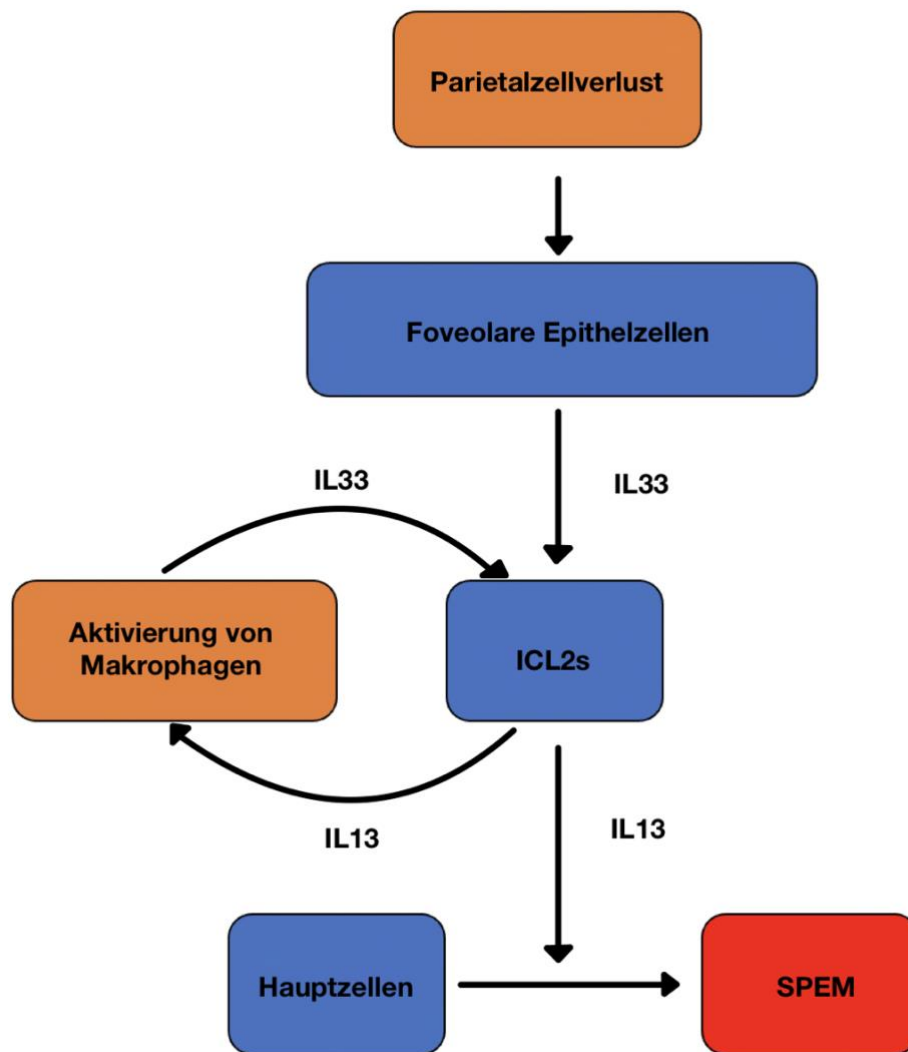 Parietalzellverlust
Foveolare Epithelzellen
IL33
IL33
Aktivierung von
Makrophagen
ICL2s
IL13
IL13
Hauptzellen
SPEM